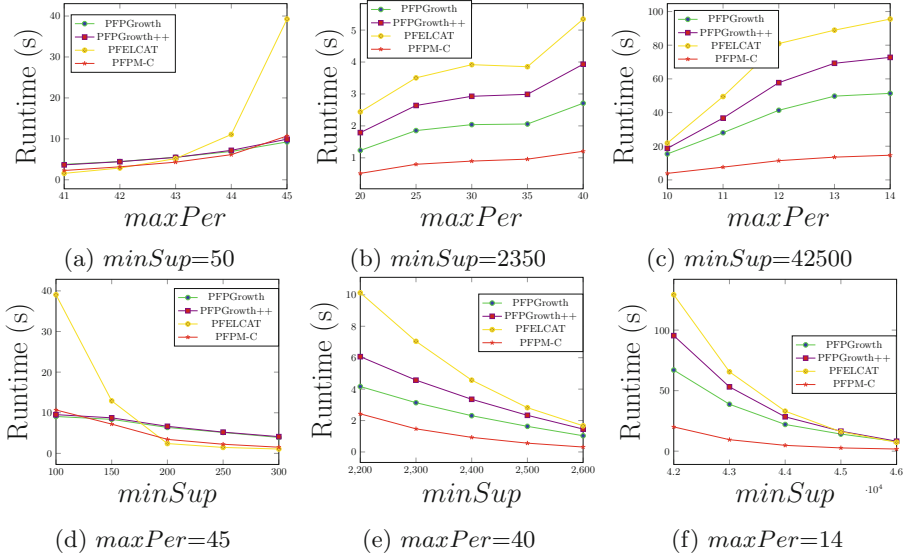 Runtime (s)
40
30
20
10
0
PFPGrowth
PFPGrowth++
PFELCAT
PFPM-C
41 42 43 44 45
maxPer
(a) minSup=50
Runtime (s)
5
4
3
2
1
PFPGrowth
PFPGrowth++
PFELCAT
PFPM-C
20 25 30 35 40
maxPer
(b) minSup=2350
Runtime (s)
100
80
60
40
20
0
PFPGrowth
PFPGrowth++
PFELCAT
PFPM-C
10 11 12 13 14
maxPer
(c) minSup=42500
Runtime (s)
40
30
20
10
0
PFPGrowth
PFPGrowth++
PFELCAT
PFPM-C
100 150 200 250 300
minSup
(d) maxPer=45
Runtime (s)
10
8
6
4
2
0
PFPGrowth
PFPGrowth++
PFELCAT
PFPM-C
2,200 2,300 2,400 2,500 2,600
minSup
(e) maxPer=40
Runtime (s)
100
50
0
PFPGrowth
PFPGrowth++
PFELCAT
PFPM-C
4.2 4.3 4.4 4.5 4.6
minSup ·10⁴
(f) maxPer=14